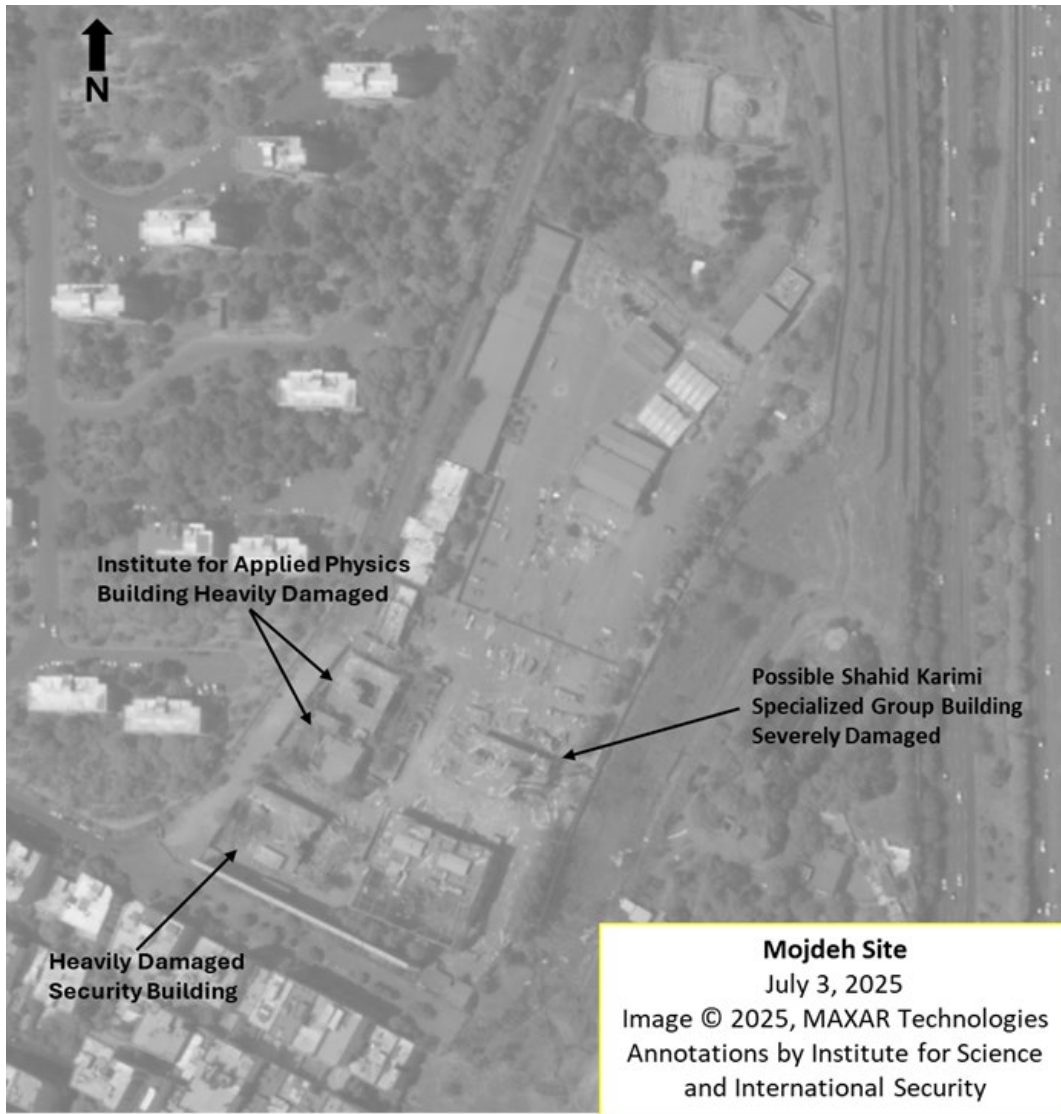 N
Institute for Applied Physics
Building Heavily Damaged
Possible Shahid Karimi
Specialized Group Building
Severely Damaged
Heavily Damaged
Security Building
Mojdeh Site
July 3, 2025
Image © 2025, MAXAR Technologies
Annotations by Institute for Science
and International Security